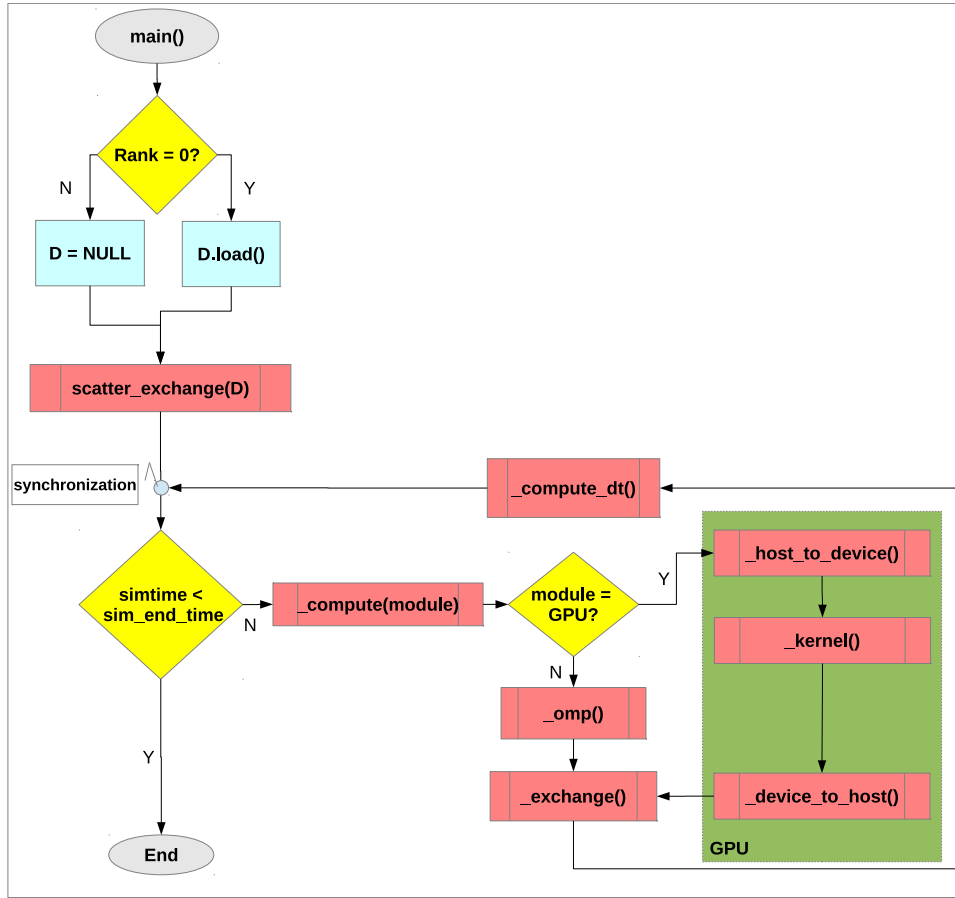 main()
Rank = 0?
N
Y
D = NULL
D.load()
scatter_exchange(D)
synchronization
_compute_dt()
simtime <
sim_end_time
N
_compute(module)
module =
GPU?
Y
_host_to_device()
_kernel()
N
_omp()
Y
_exchange()
_device_to_host()
GPU
End